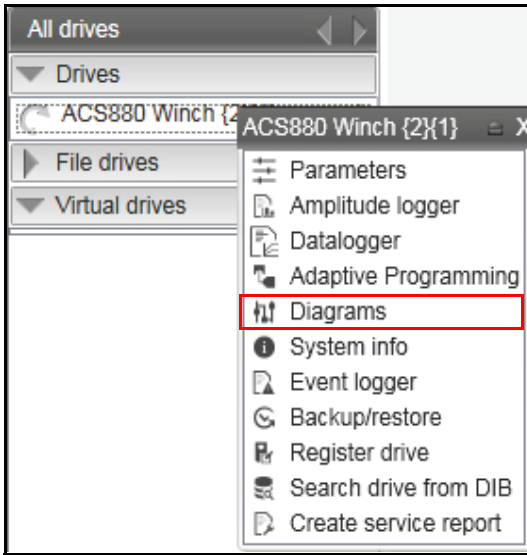 All drives
Drives
ACS880 Winch {2
ACS880 Winch {2}{1} X
File drives
Parameters
Amplitude logger
Virtual drives
Datalogger
Adaptive Programming
Diagrams
System info
Event logger
Backup/restore
Register drive
Search drive from DIB
Create service report